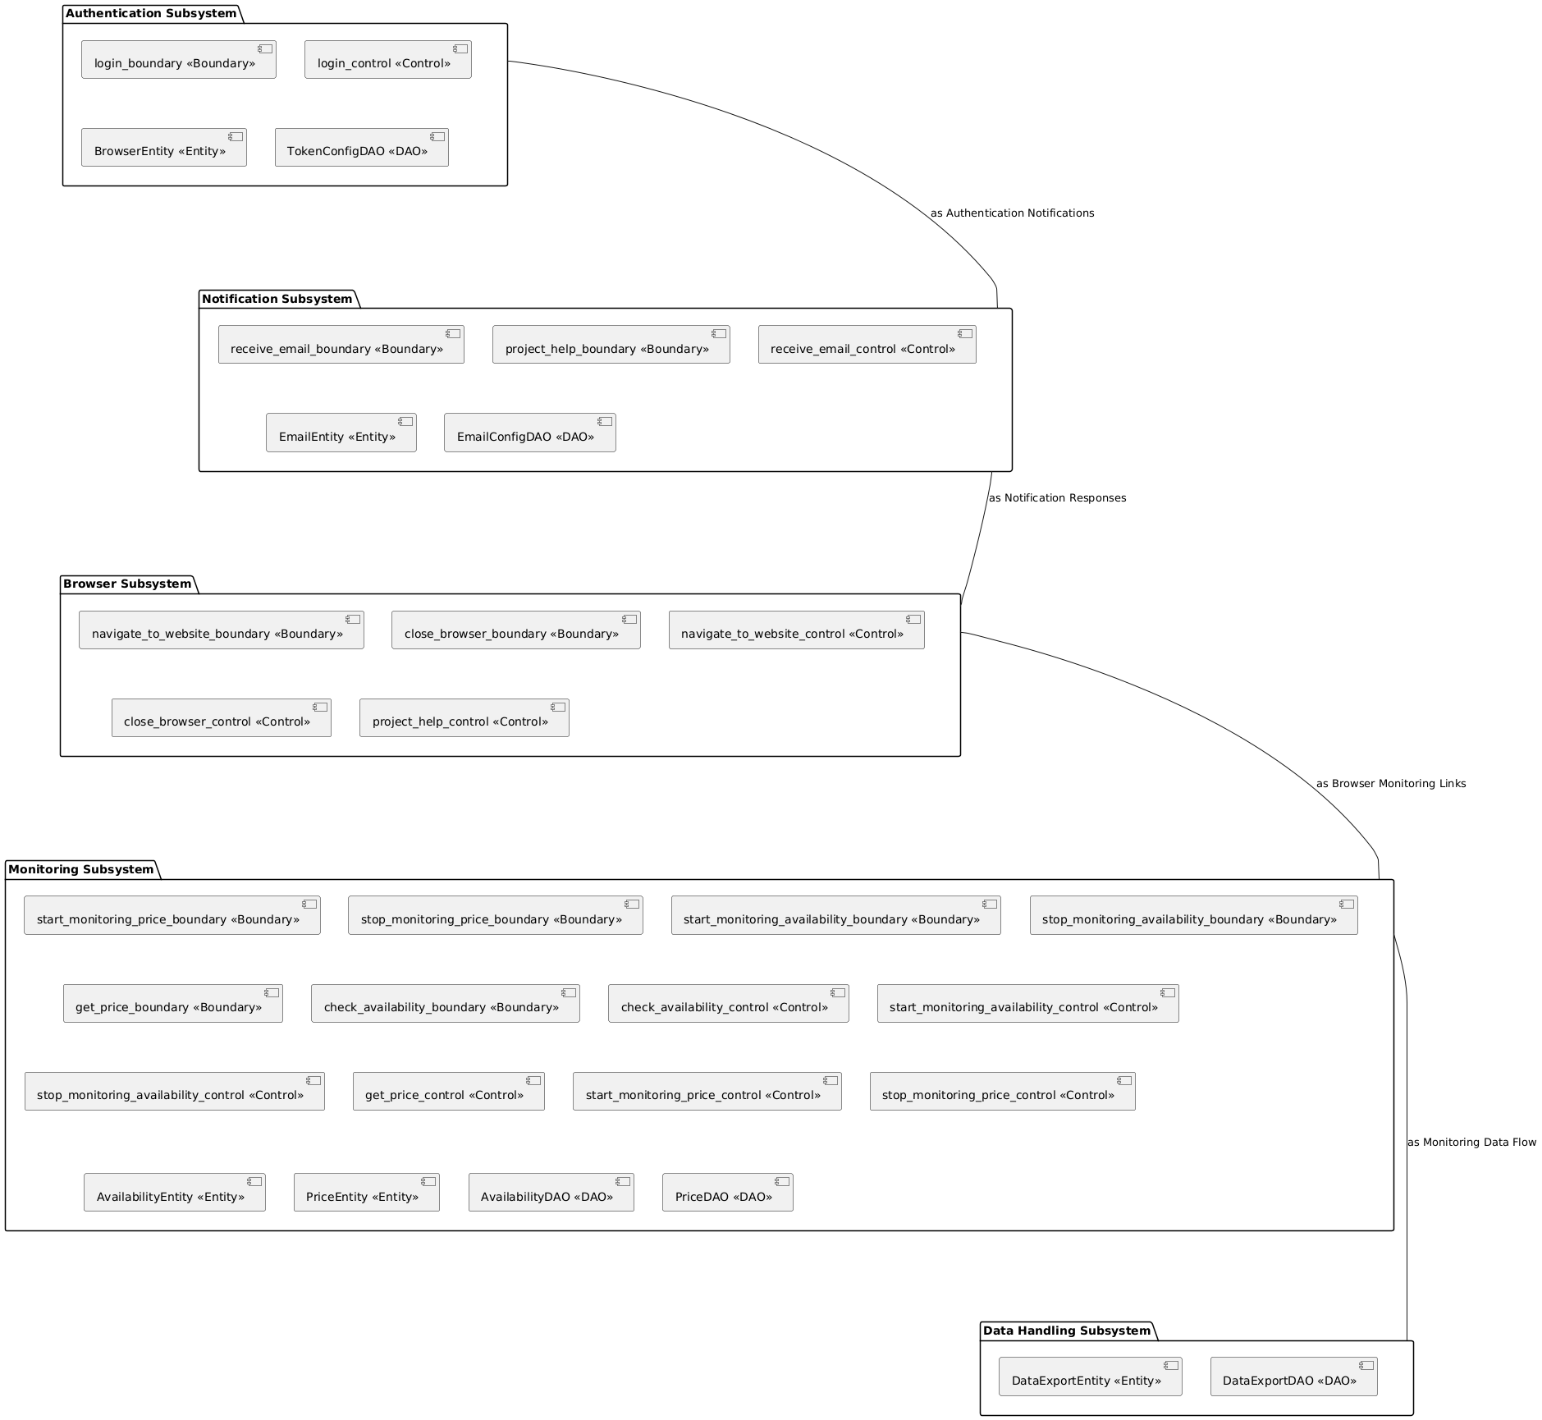 Authentication Subsystem
login_boundary «Boundary»
login_control «Control»
BrowserEntity «Entity»
TokenConfigDAO «DAO»
as Authentication Notifications
Notification Subsystem
receive_email_boundary «Boundary»
project_help_boundary «Boundary»
receive_email_control «Control»
EmailEntity «Entity»
EmailConfigDAO «DAO»
as Notification Responses
Browser Subsystem
navigate_to_website_boundary «Boundary»
close_browser_boundary «Boundary»
navigate_to_website_control «Control»
close_browser_control «Control»
project_help_control «Control»
as Browser Monitoring Links
Monitoring Subsystem
start_monitoring_price_boundary «Boundary»
stop_monitoring_price_boundary «Boundary»
start_monitoring_availability_boundary «Boundary»
stop_monitoring_availability_boundary «Boundary»
get_price_boundary «Boundary»
check_availability_boundary «Boundary»
check_availability_control «Control»
start_monitoring_availability_control «Control»
stop_monitoring_availability_control «Control»
get_price_control «Control»
start_monitoring_price_control «Control»
stop_monitoring_price_control «Control»
as Monitoring Data Flow
AvailabilityEntity «Entity»
PriceEntity «Entity»
AvailabilityDAO «DAO»
PriceDAO «DAO»
Data Handling Subsystem
DataExportEntity «Entity»
DataExportDAO «DAO»